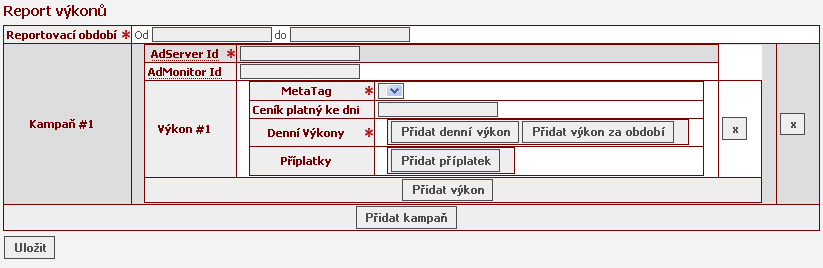 Report výkonů
Reportovací období * Od do
AdServer Id *
AdMonitor Id
Kampaň #1
Výkon #1
MetaTag *
Ceník platný ke dni
Denní Výkony * Přidat denní výkon Přidat výkon za období
Příplatky Přidat příplatek
x
x
Přidat výkon
Přidat kampaň
Uložit